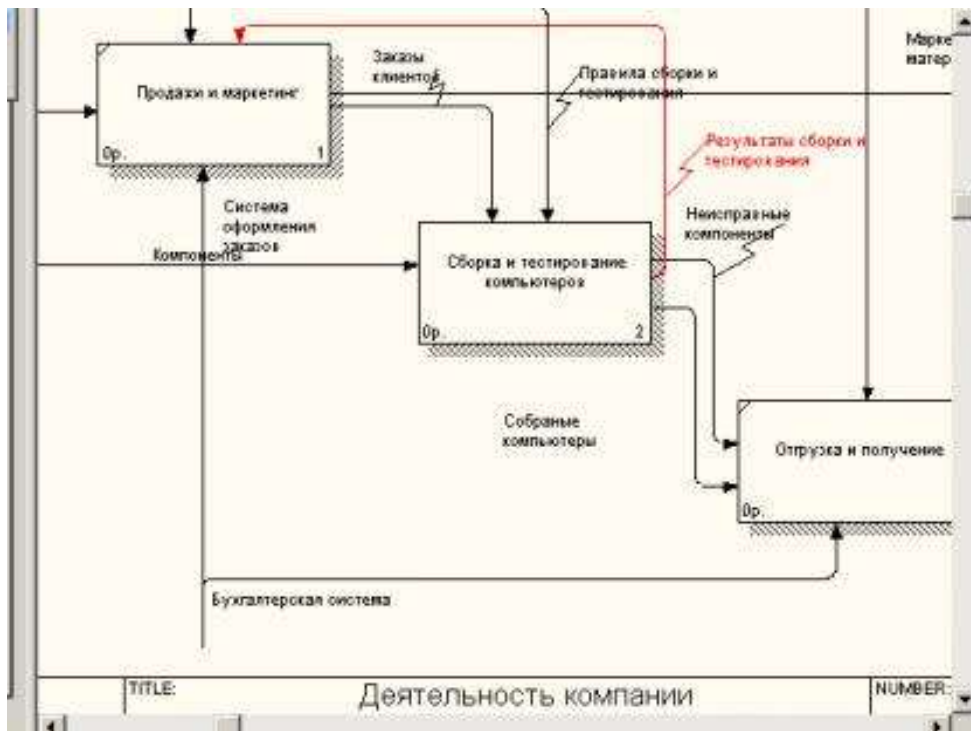 Заказы
клиентов
Марке
матер
Продажи и маркетинг
Правила сборки и
тестирования
0р.
1
Результаты сборки и
тестирования
Система
оформления
заказов
Неисправные
компоненты
Компоненты
Сборка и тестирование
компьютеров
0р.
2
Собраные
компьютеры
Отгрузка и получение
0р.
Бухгалтерская система
TITLE:
Деятельность компании
NUMBER: